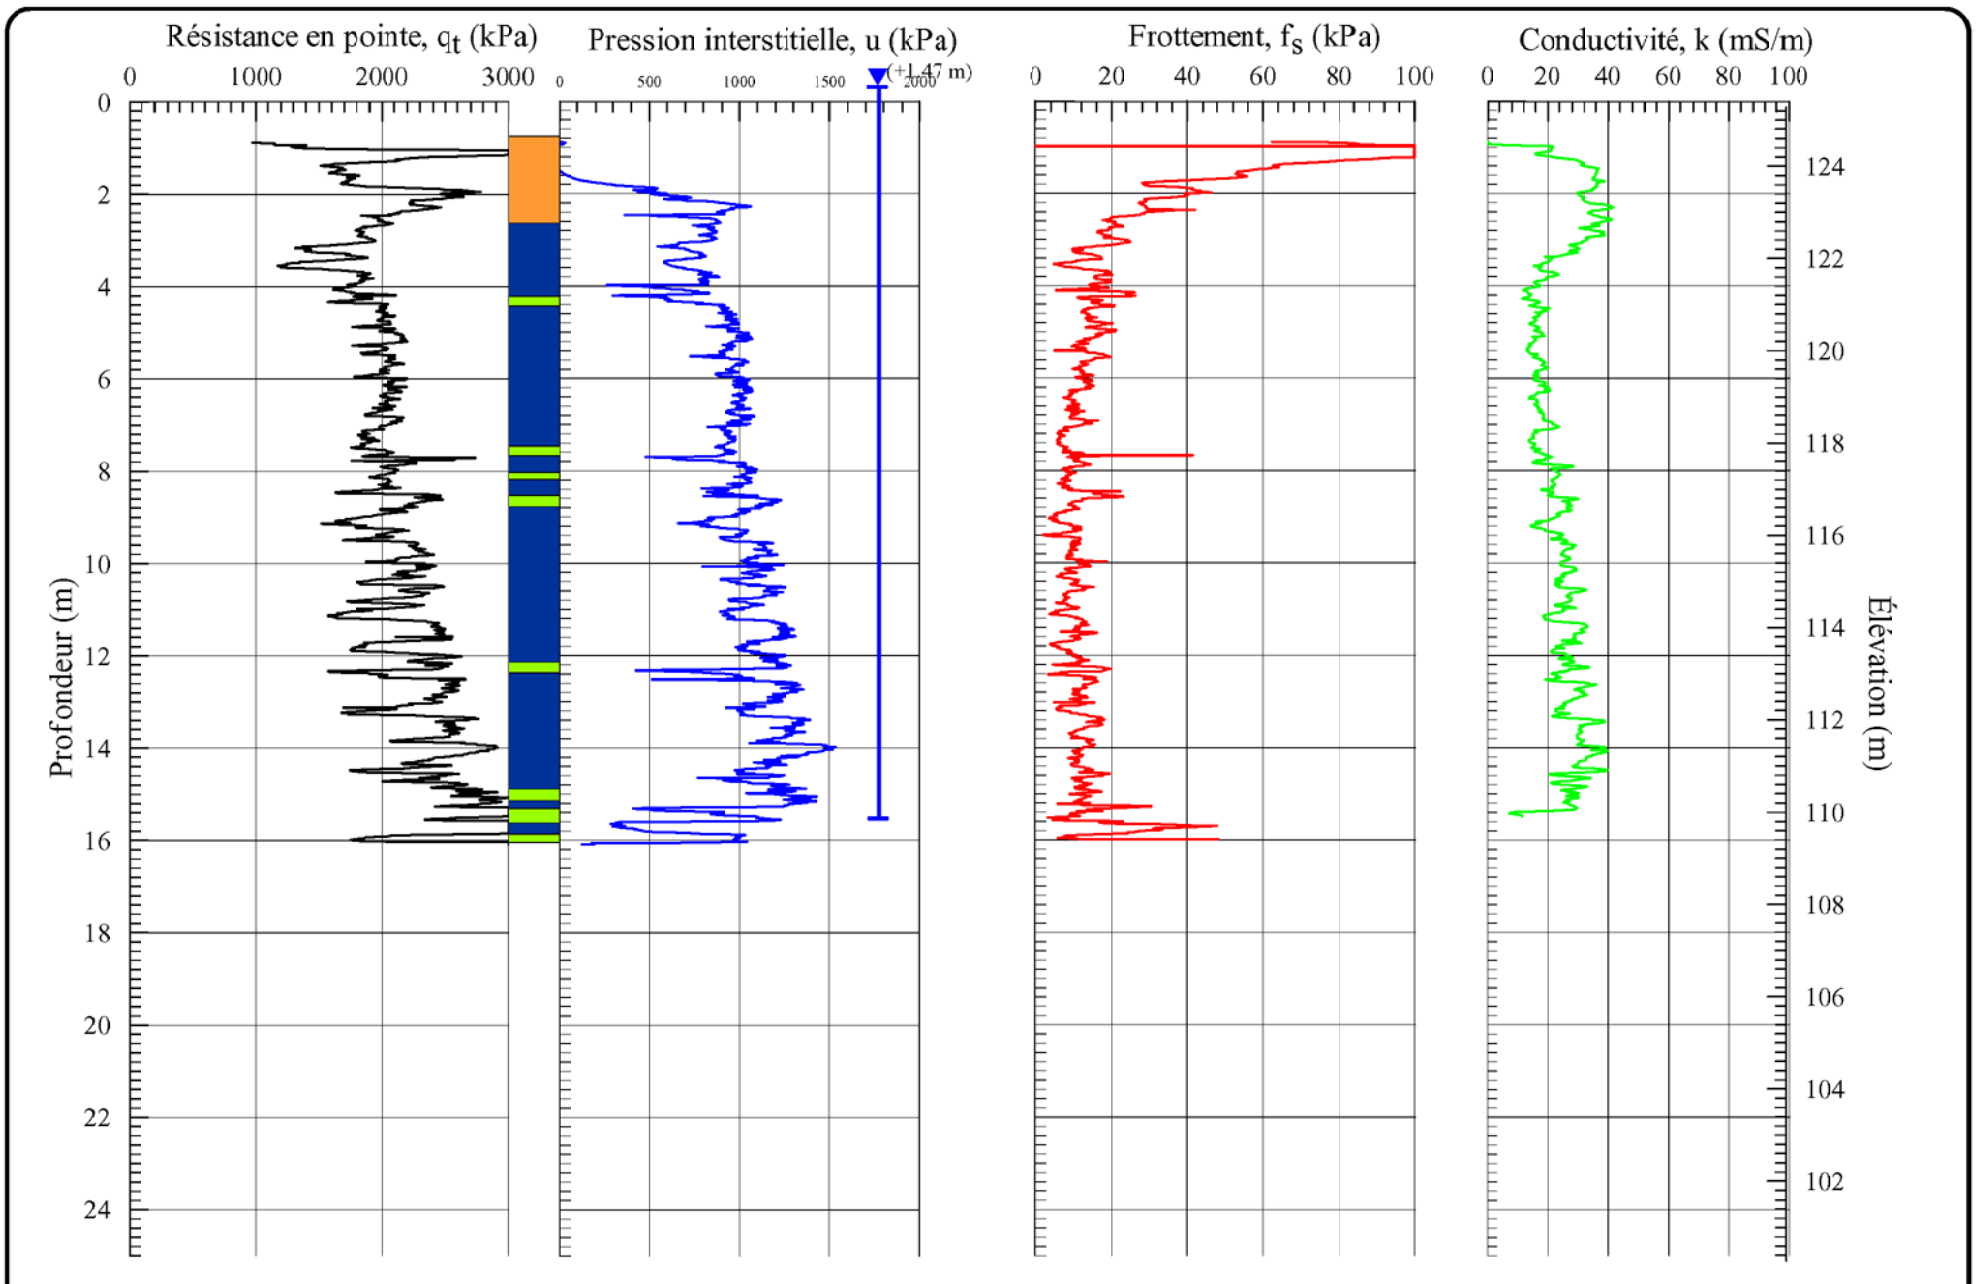 Résistance en pointe, qt (kPa)
Pression interstitielle, u (kPa)
Frottement, fs (kPa)
Conductivité, k (mS/m)
(+1.47 m)
0 1000 2000 3000
0 500 1000 1500 2000
0 20 40 60 80 100
0 20 40 60 80 100
0
2
4
6
8
10
12
14
16
18
20
22
24
Profondeur (m)
124
122
120
118
116
114
112
110
108
106
104
102
Élévation (m)